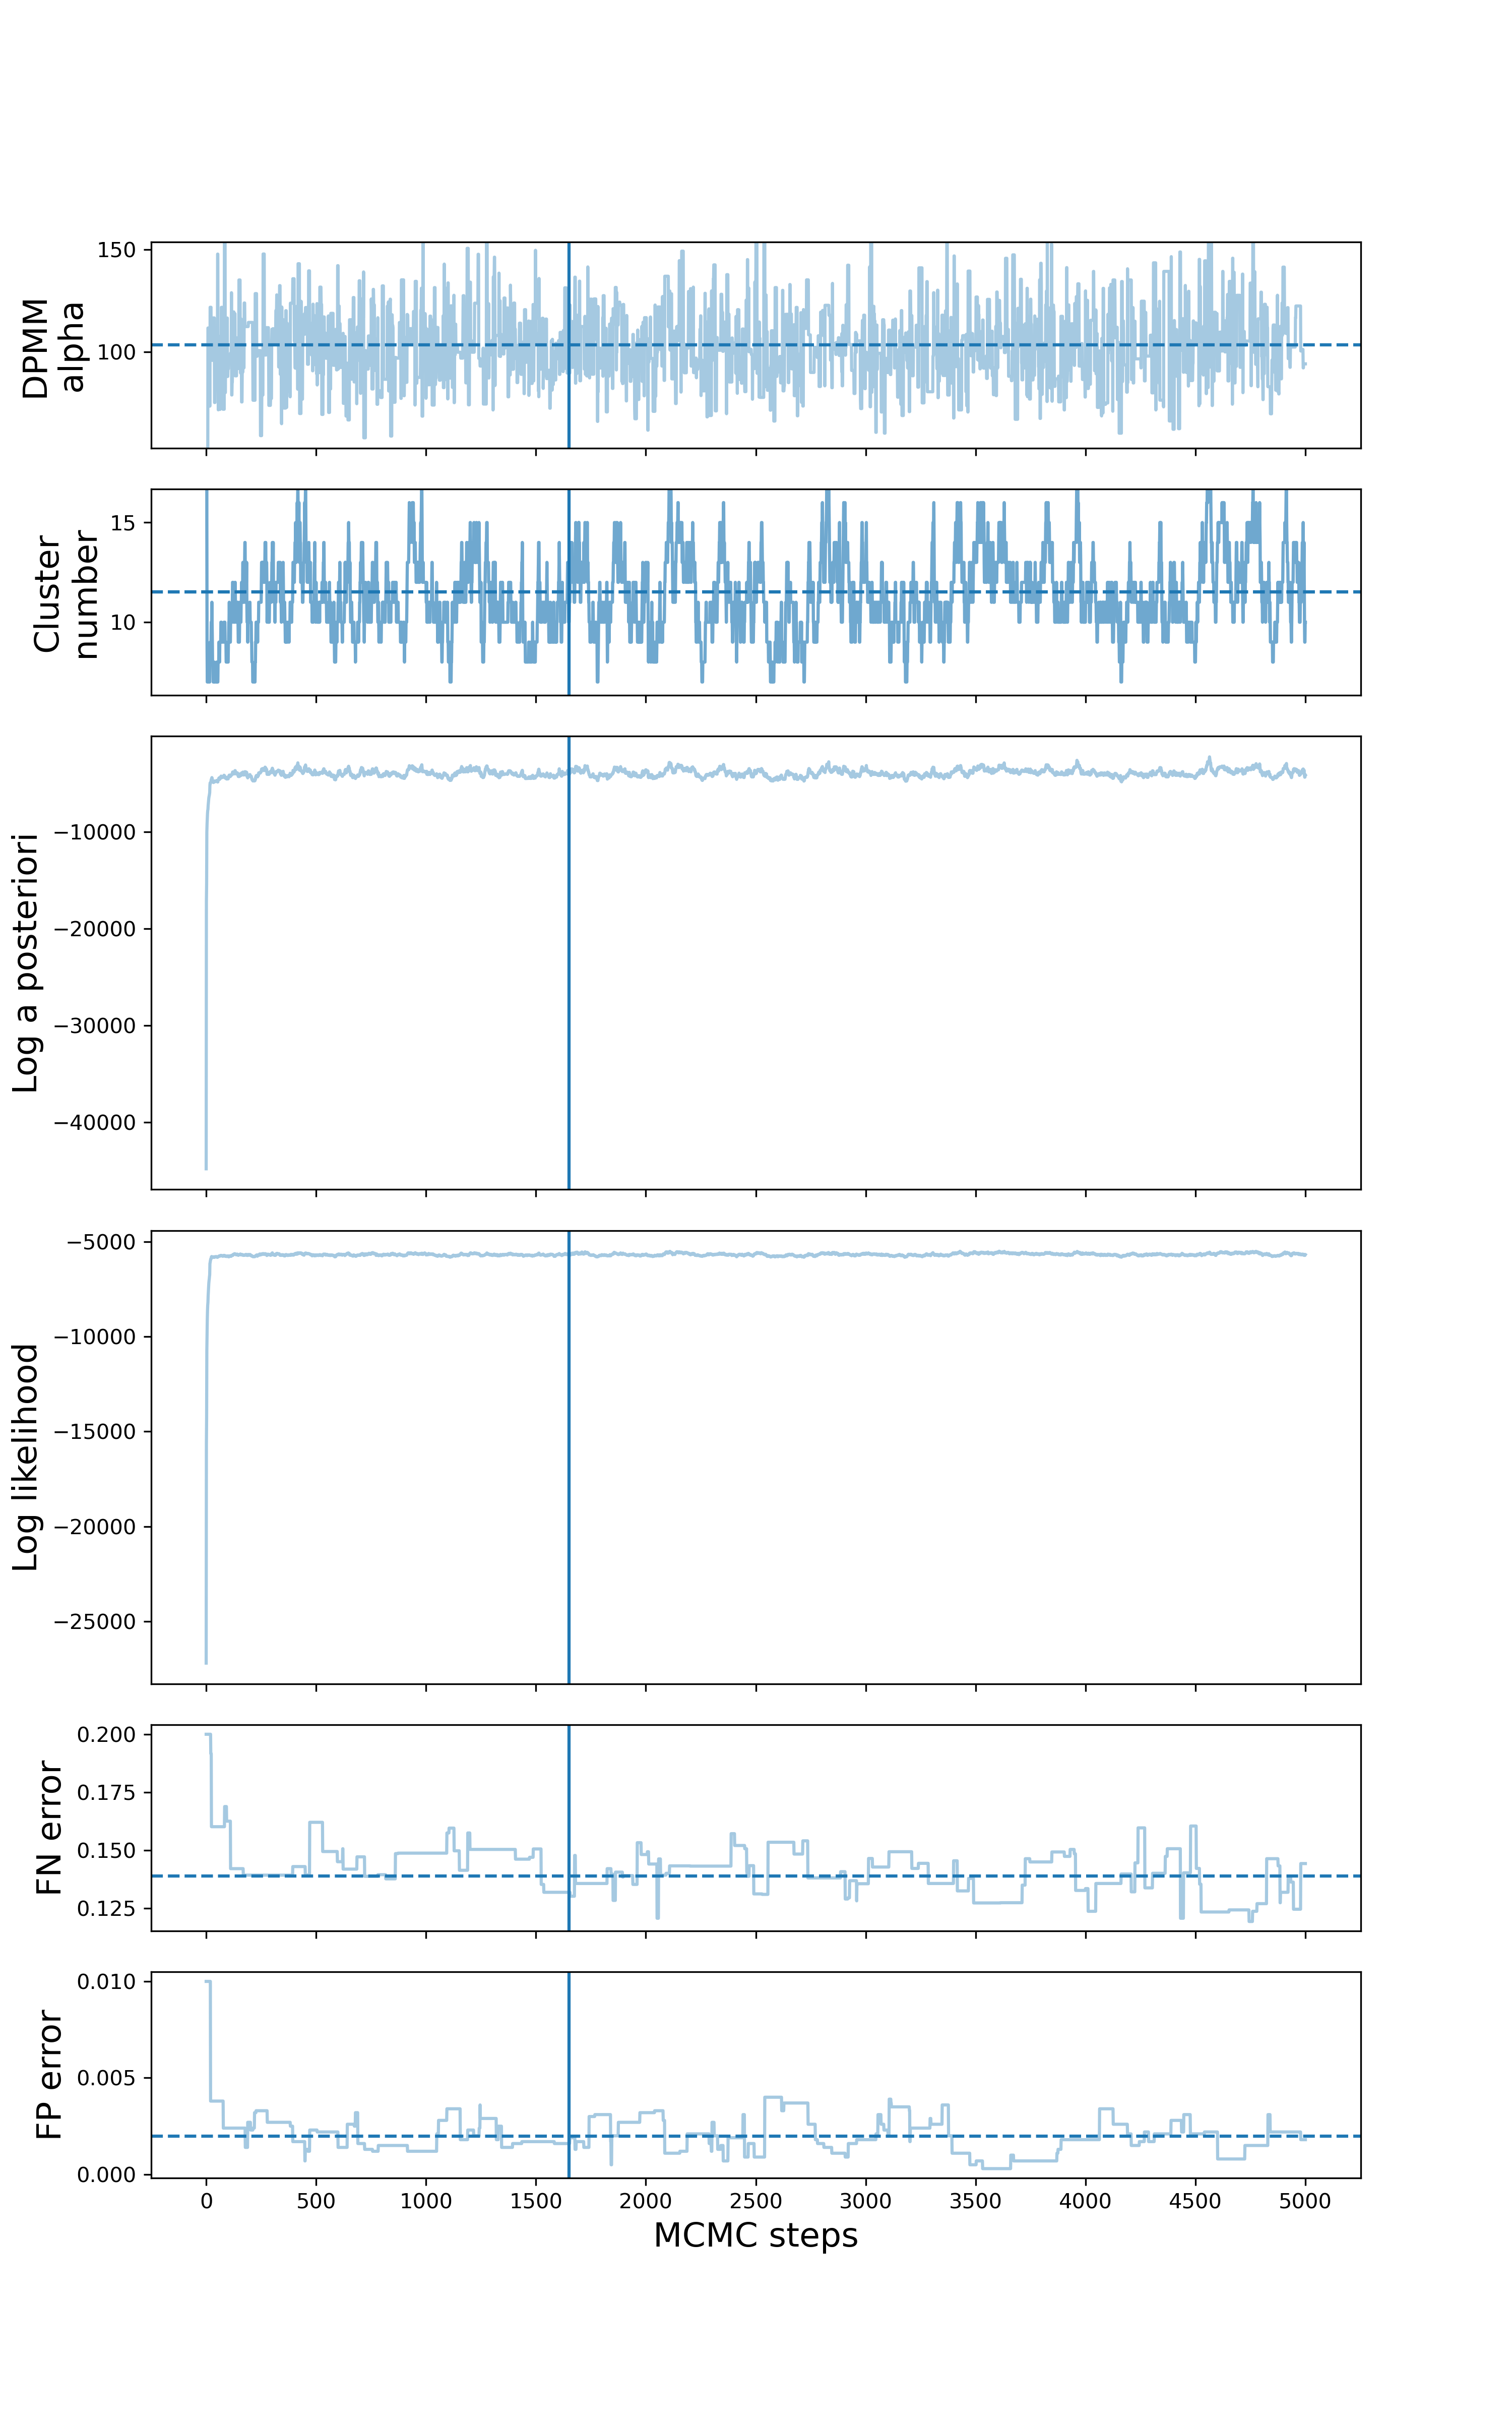 DPMM
alpha
150
100
Cluster
number
15
10
Log a posteriori
−10000
−20000
−30000
−40000
Log likelihood
−5000
−10000
−15000
−20000
−25000
FN error
0.200
0.175
0.150
0.125
FP error
0.010
0.005
0.000
0 500 1000 1500 2000 2500 3000 3500 4000 4500 5000
MCMC steps